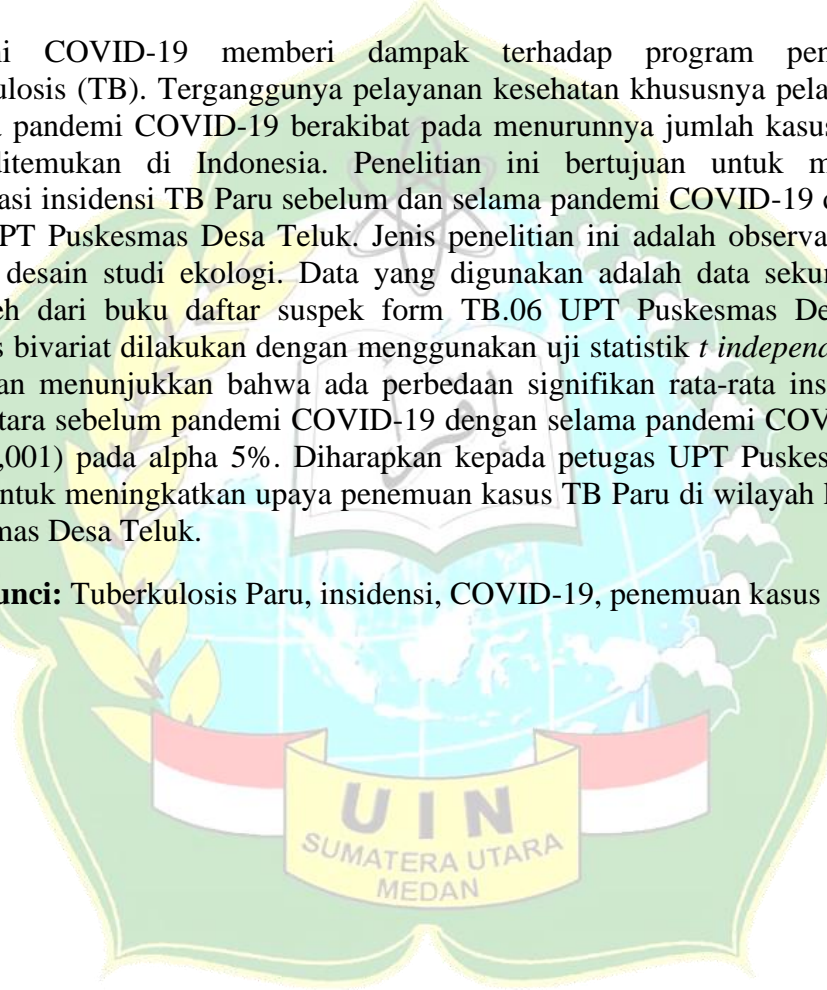 ni COVID-19 memberi dampak terhadap program pen
ulosis (TB). Terganggunya pelayanan kesehatan khususnya pela
pandemi COVID-19 berakibat pada menurunnya jumlah kasus
ditemukan di Indonesia. Penelitian ini bertujuan untuk m
asi insidensi TB Paru sebelum dan selama pandemi COVID-19 d
PT Puskesmas Desa Teluk. Jenis penelitian ini adalah observa
desain studi ekologi. Data yang digunakan adalah data sekun
eh dari buku daftar suspek form TB.06 UPT Puskesmas De
s bivariat dilakukan dengan menggunakan uji statistik t indepen
an menunjukkan bahwa ada perbedaan signifikan rata-rata ins
tara sebelum pandemi COVID-19 dengan selama pandemi COV
,001) pada alpha 5%. Diharapkan kepada petugas UPT Puskes
ntuk meningkatkan upaya penemuan kasus TB Paru di wilayah
mas Desa Teluk.
unci: Tuberkulosis Paru, insidensi, COVID-19, penemuan kasus
UIN
SUMATERA UTARA
MEDAN